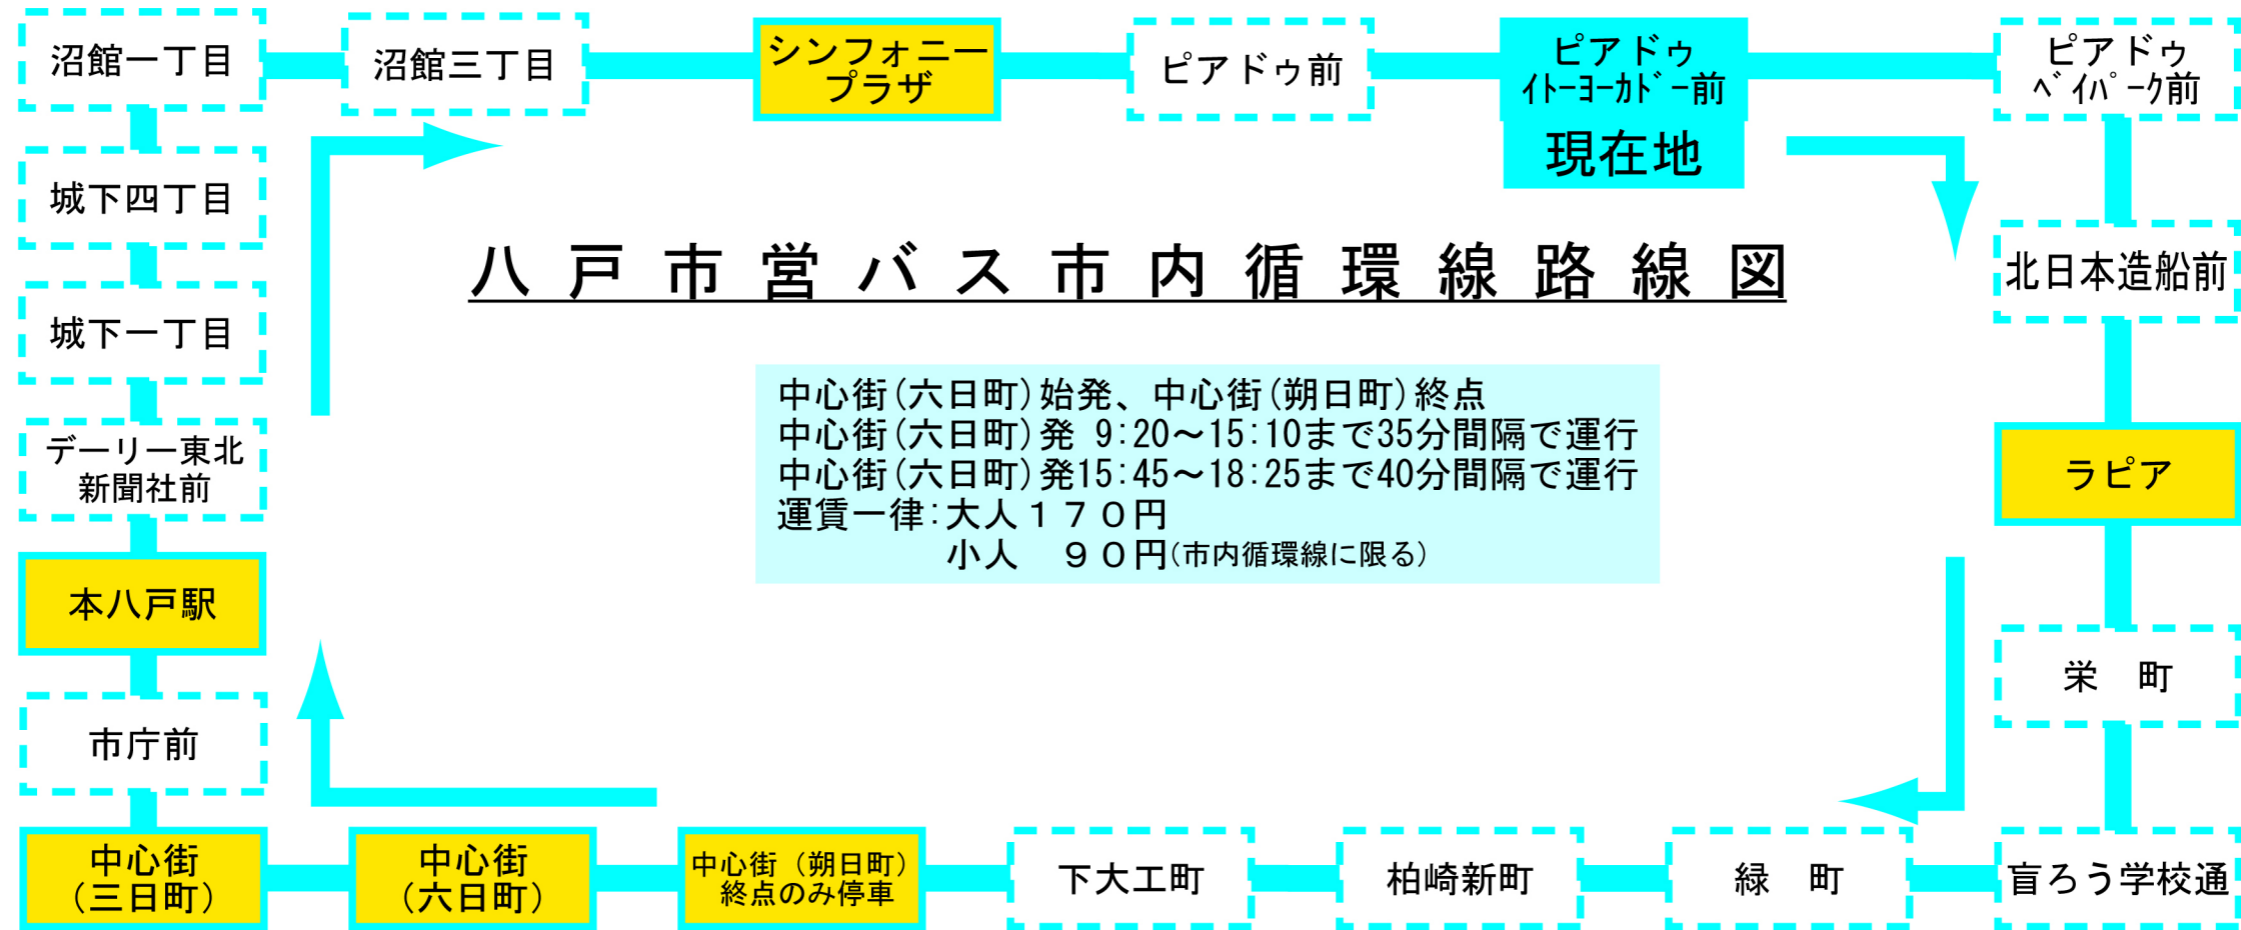 沼館一丁目
沼館三丁目
シンフォニー
プラザ
ピアドゥ前
ピアドゥ
ｲﾄｰﾖｰｶﾄﾞｰ前
現在地
ピアドゥ
ﾍﾞｲﾊﾟｰｸ前
城下四丁目
北日本造船前
八戸市営バス市内循環線路線図
城下一丁目
中心街(六日町)始発、中心街(朔日町)終点
中心街(六日町)発 9:20～15:10まで35分間隔で運行
中心街(六日町)発15:45～18:25まで40分間隔で運行
運賃一律:大人１７０円
小人　９０円(市内循環線に限る)
デーリー東北
新聞社前
ラピア
本八戸駅
栄　町
市庁前
中心街
（三日町）
中心街
（六日町）
中心街（朔日町）
終点のみ停車
下大工町
柏崎新町
緑　町
盲ろう学校通